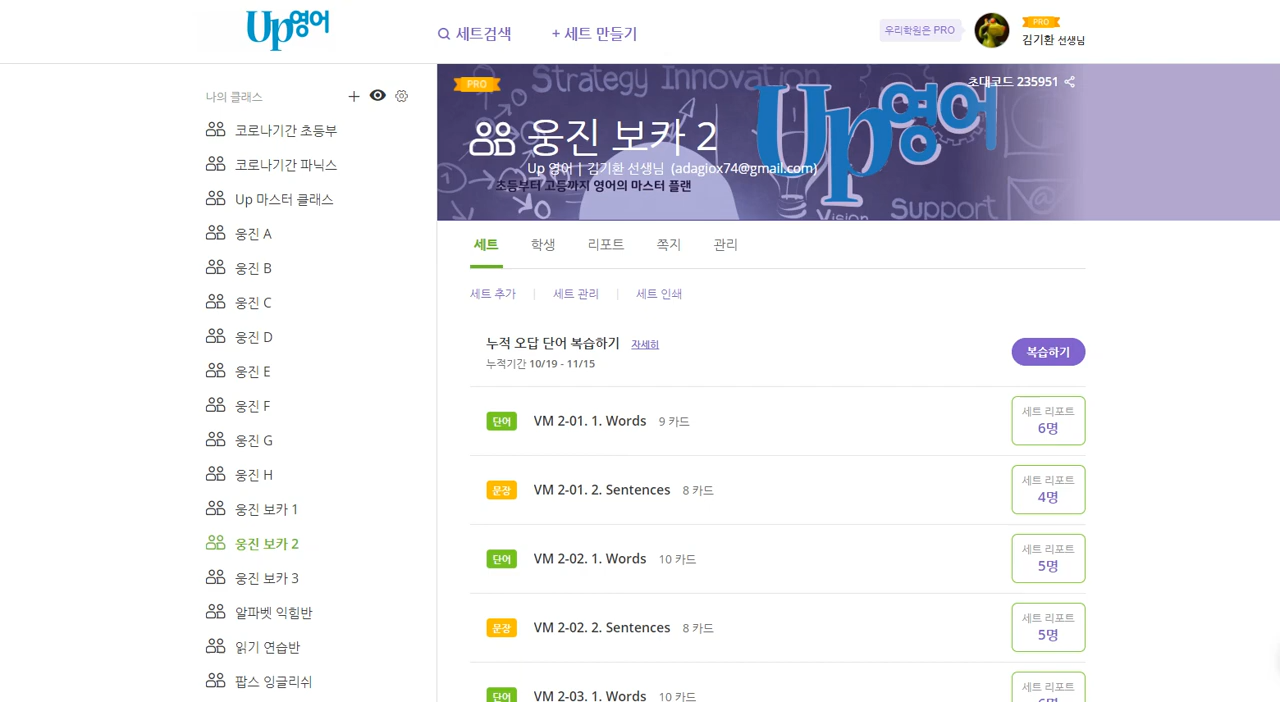 Up영어
세트검색
+ 세트 만들기
우리학원은 PRO
PRO
김기환 선생님
나의 클래스
코로나기간 초등부
코로나기간 파닉스
Up 마스터 클래스
웅진 A
웅진 B
웅진 C
웅진 D
웅진 E
웅진 F
웅진 G
웅진 H
웅진 보카 1
웅진 보카 2
웅진 보카 3
알파벳 익힘반
읽기 연습반
팝스 잉글리쉬
PRO
Strategy Innovation
초대코드 235951
Up영어
웅진 보카 2
Up 영어 | 김기환 선생님 (adagiox74@gmail.com)
초등부터 고등까지 영어의 마스터 플랜
Vision
Support
세트 학생 리포트 쪽지 관리
세트 추가 | 세트 관리 | 세트 인쇄
누적 오답 단어 복습하기 자세히
누적기간 10/19 - 11/15
복습하기
단어 VM 2-01. 1. Words 9 카드
세트 리포트
6명
문장 VM 2-01. 2. Sentences 8 카드
세트 리포트
4명
단어 VM 2-02. 1. Words 10 카드
세트 리포트
5명
문장 VM 2-02. 2. Sentences 8 카드
세트 리포트
5명
단어 VM 2-03. 1. Words 10 카드
세트 리포트
6명